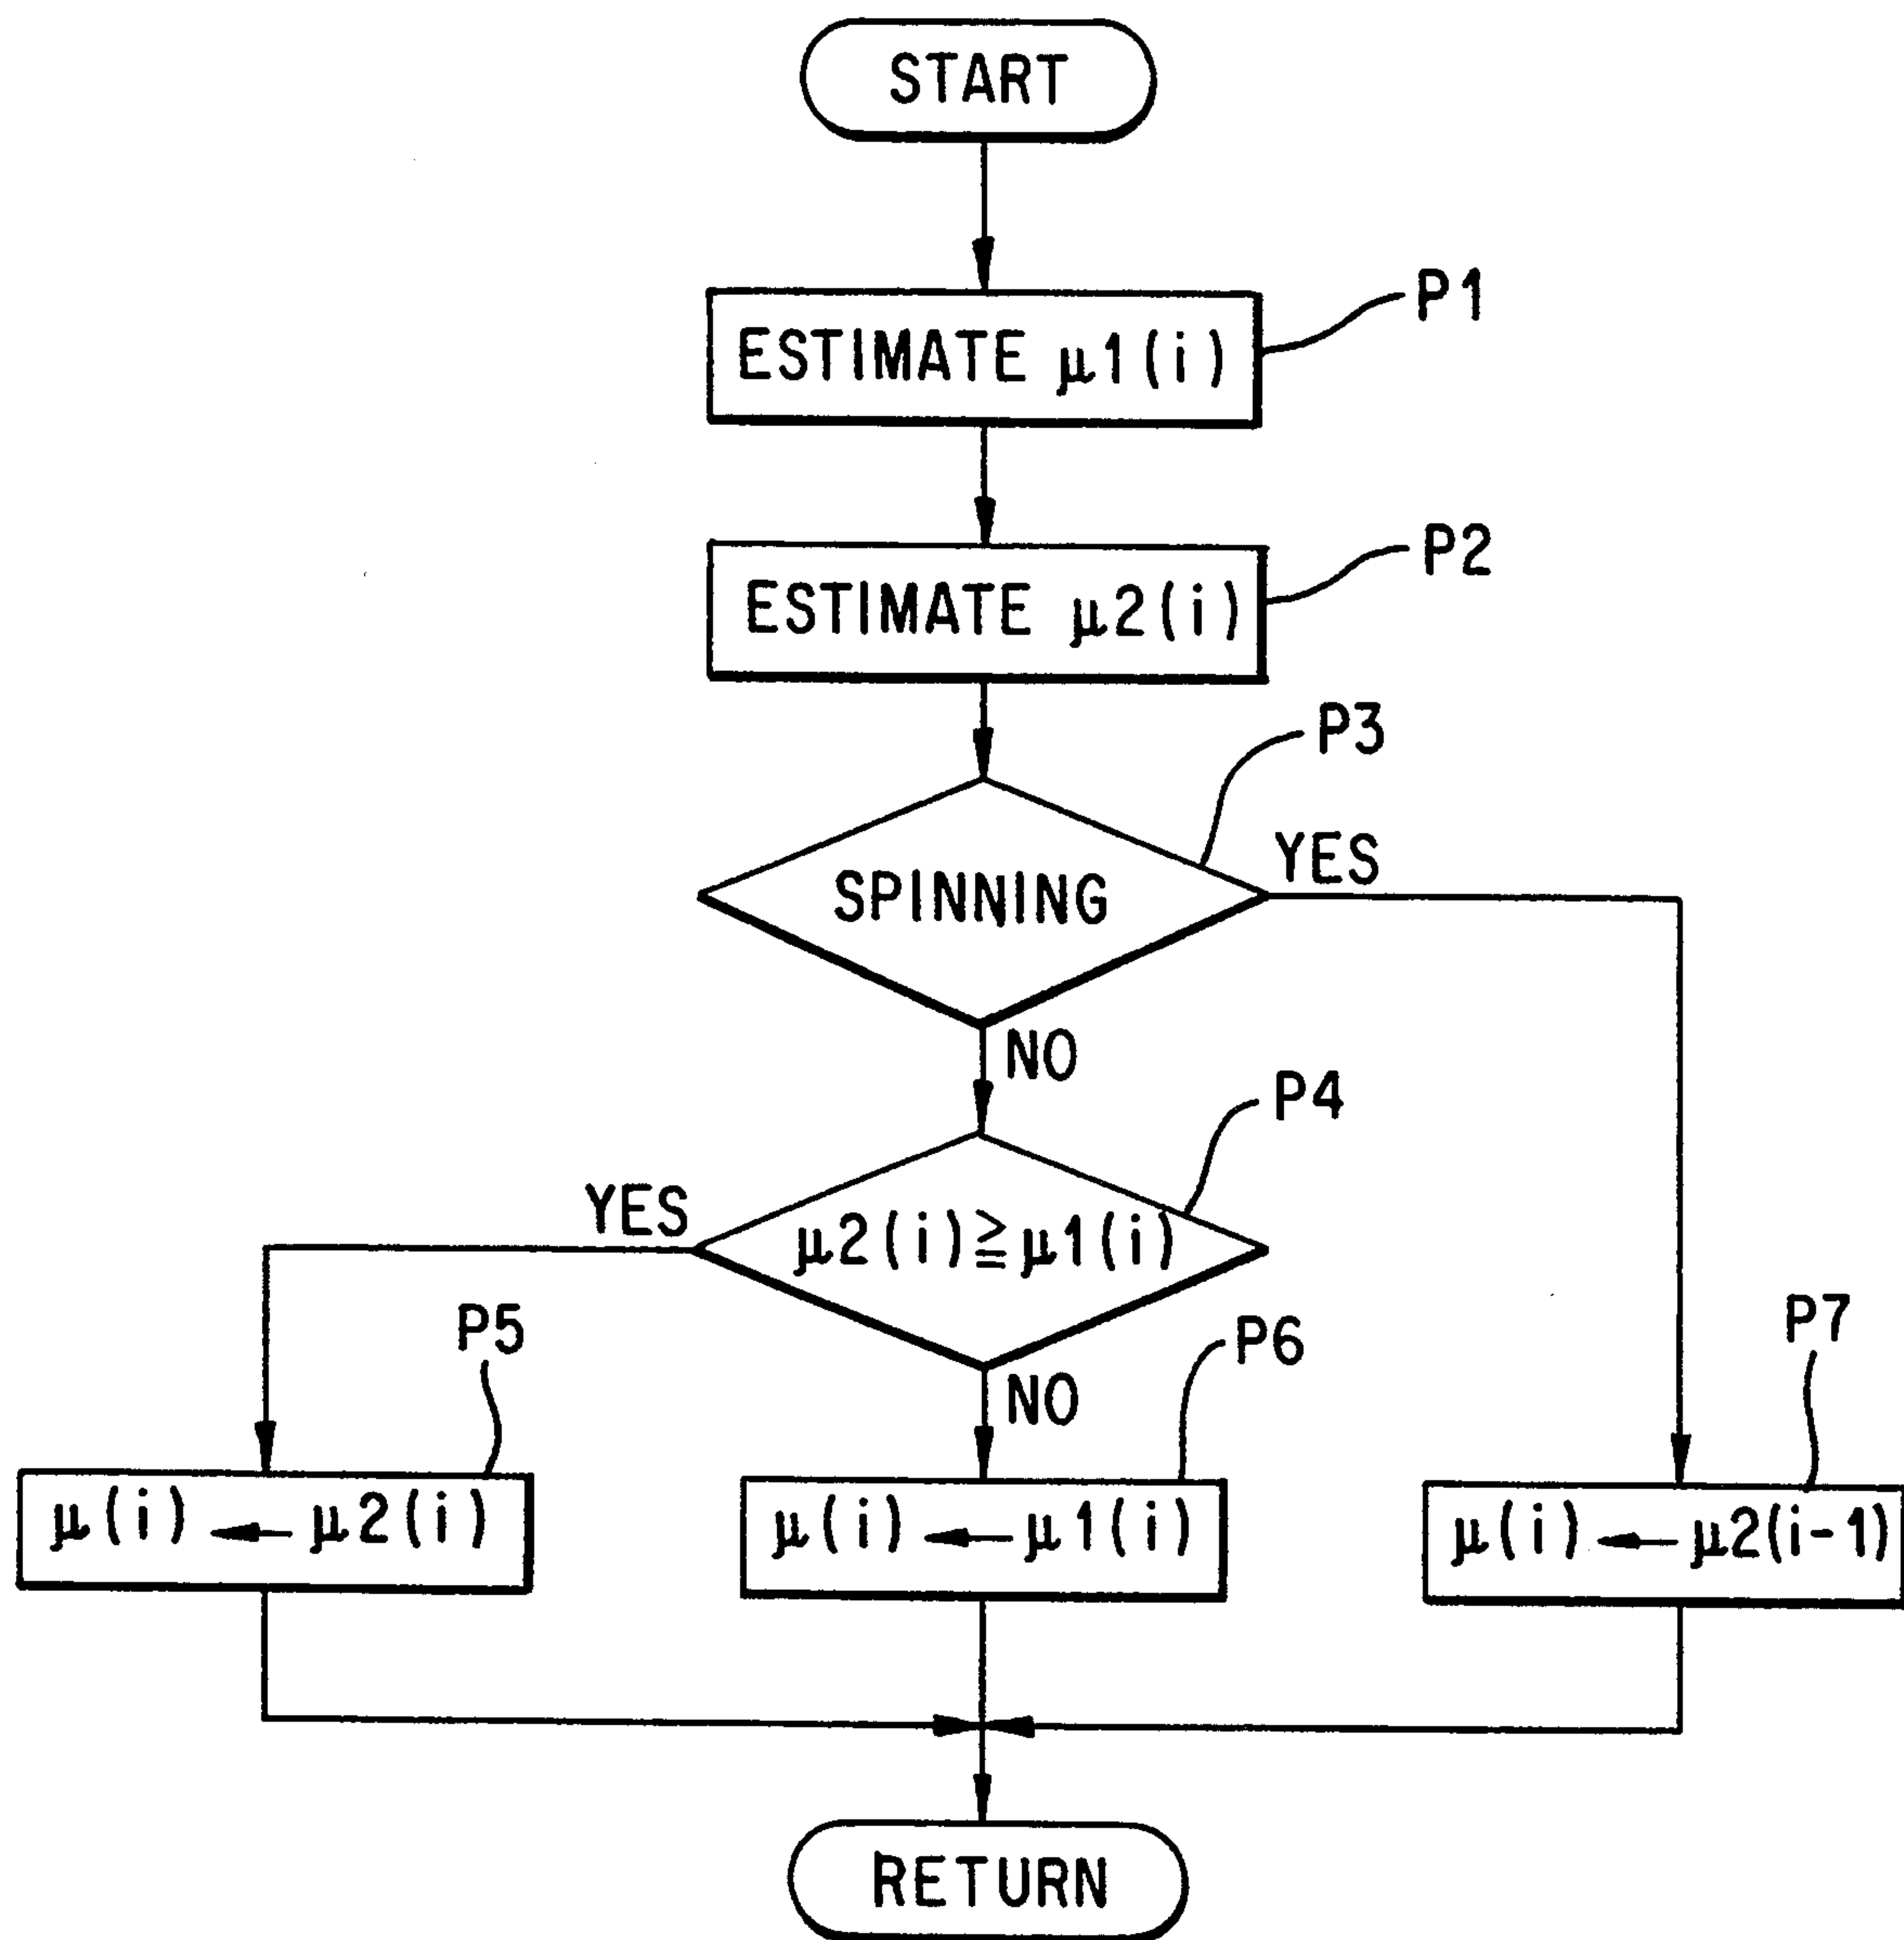 START
P1
ESTIMATE μ1(i)
P2
ESTIMATE μ2(i)
P3
SPINNING
YES
NO
P4
YES
μ2(i)≧μ1(i)
P5
P6
P7
NO
μ(i) ← μ2(i)
μ(i) ← μ1(i)
μ(i) ← μ2(i-1)
RETURN